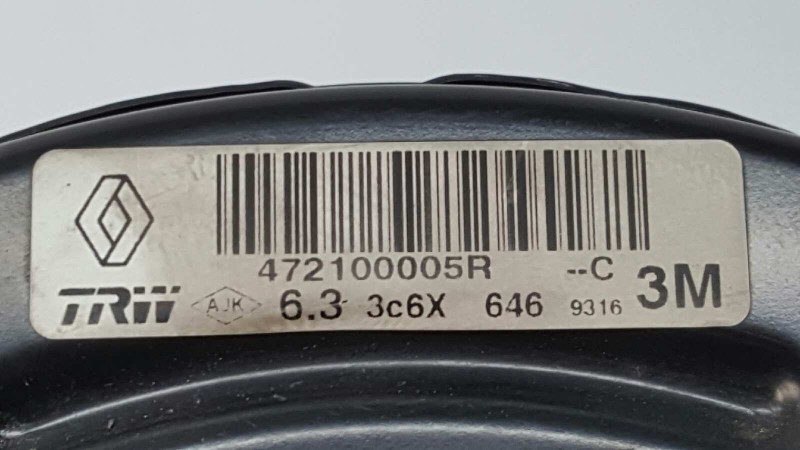 472100005R --C
TRW AJK 6.3 3c6X 646 9316 3M